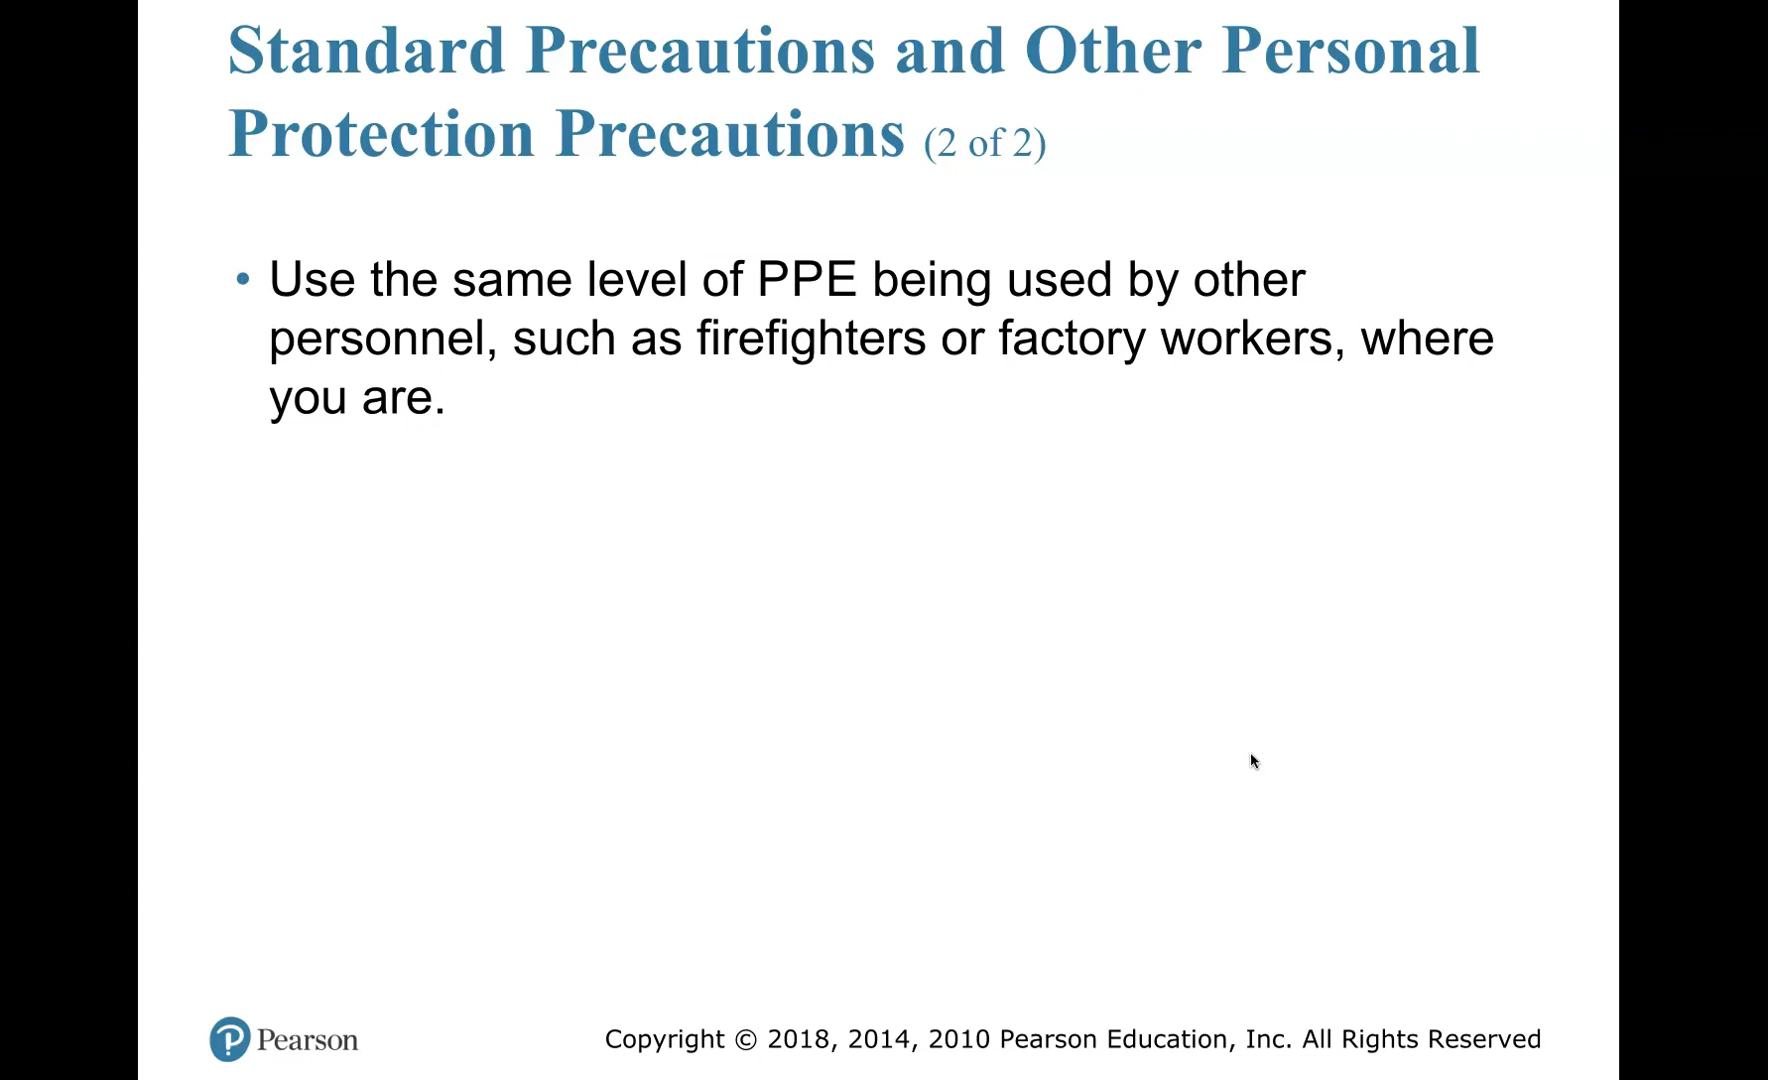 Standard Precautions and Other Personal
Protection Precautions (2 of 2)
• Use the same level of PPE being used by other
personnel, such as firefighters or factory workers, where
you are.
Pearson
Copyright © 2018, 2014, 2010 Pearson Education, Inc. All Rights Reserved